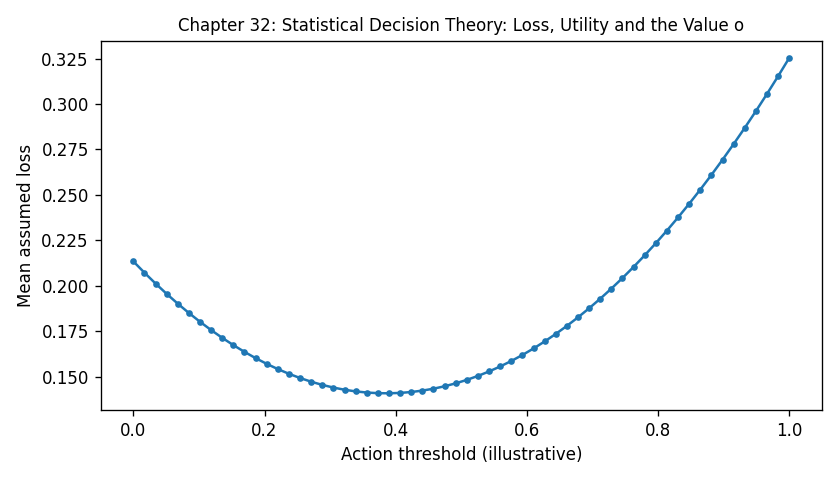 Chapter 32: Statistical Decision Theory: Loss, Utility and the Value o
0.325
0.300
0.275
0.250
0.225
0.200
0.175
0.150
Mean assumed loss
0.0 0.2 0.4 0.6 0.8 1.0
Action threshold (illustrative)